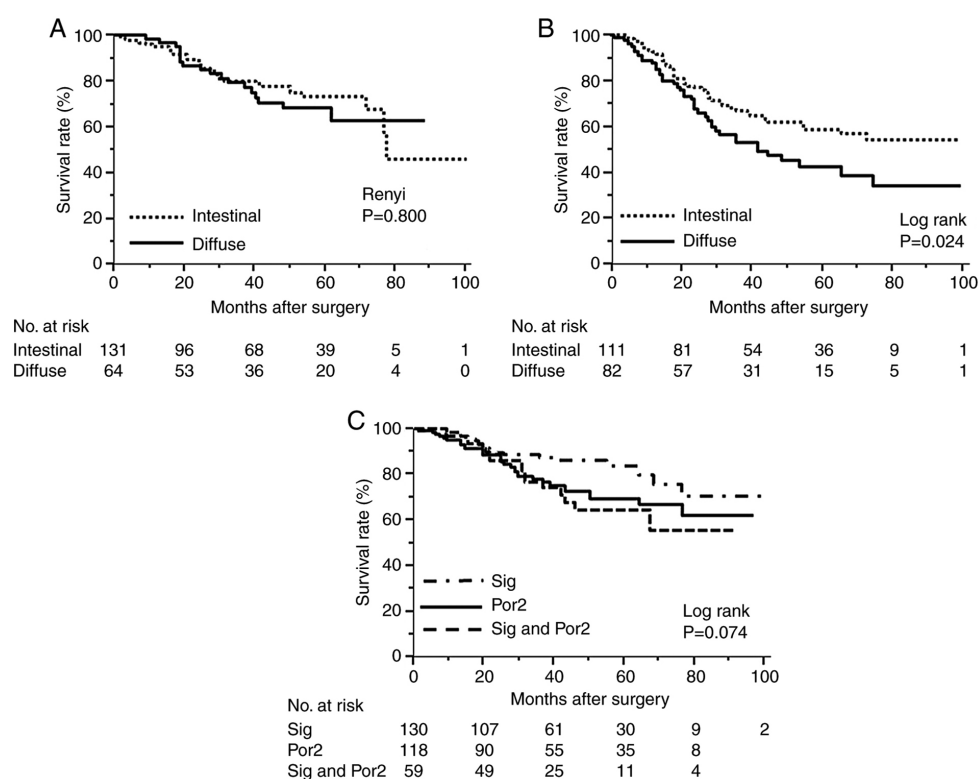 A
Survival rate (%)
100
80
60
40
20
0
Intestinal
Diffuse
Renyi
P=0.800
0 20 40 60 80 100
Months after surgery
No. at risk
Intestinal 131 96 68 39 5 1
Diffuse 64 53 36 20 4 0
B
Survival rate (%)
100
80
60
40
20
0
Intestinal
Diffuse
Log rank
P=0.024
0 20 40 60 80 100
Months after surgery
No. at risk
Intestinal 111 81 54 36 9 1
Diffuse 82 57 31 15 5 1
C
Survival rate (%)
100
80
60
40
20
0
Sig
Por2
Sig and Por2
Log rank
P=0.074
0 20 40 60 80 100
Months after surgery
No. at risk
Sig 130 107 61 30 9 2
Por2 118 90 55 35 8
Sig and Por2 59 49 25 11 4